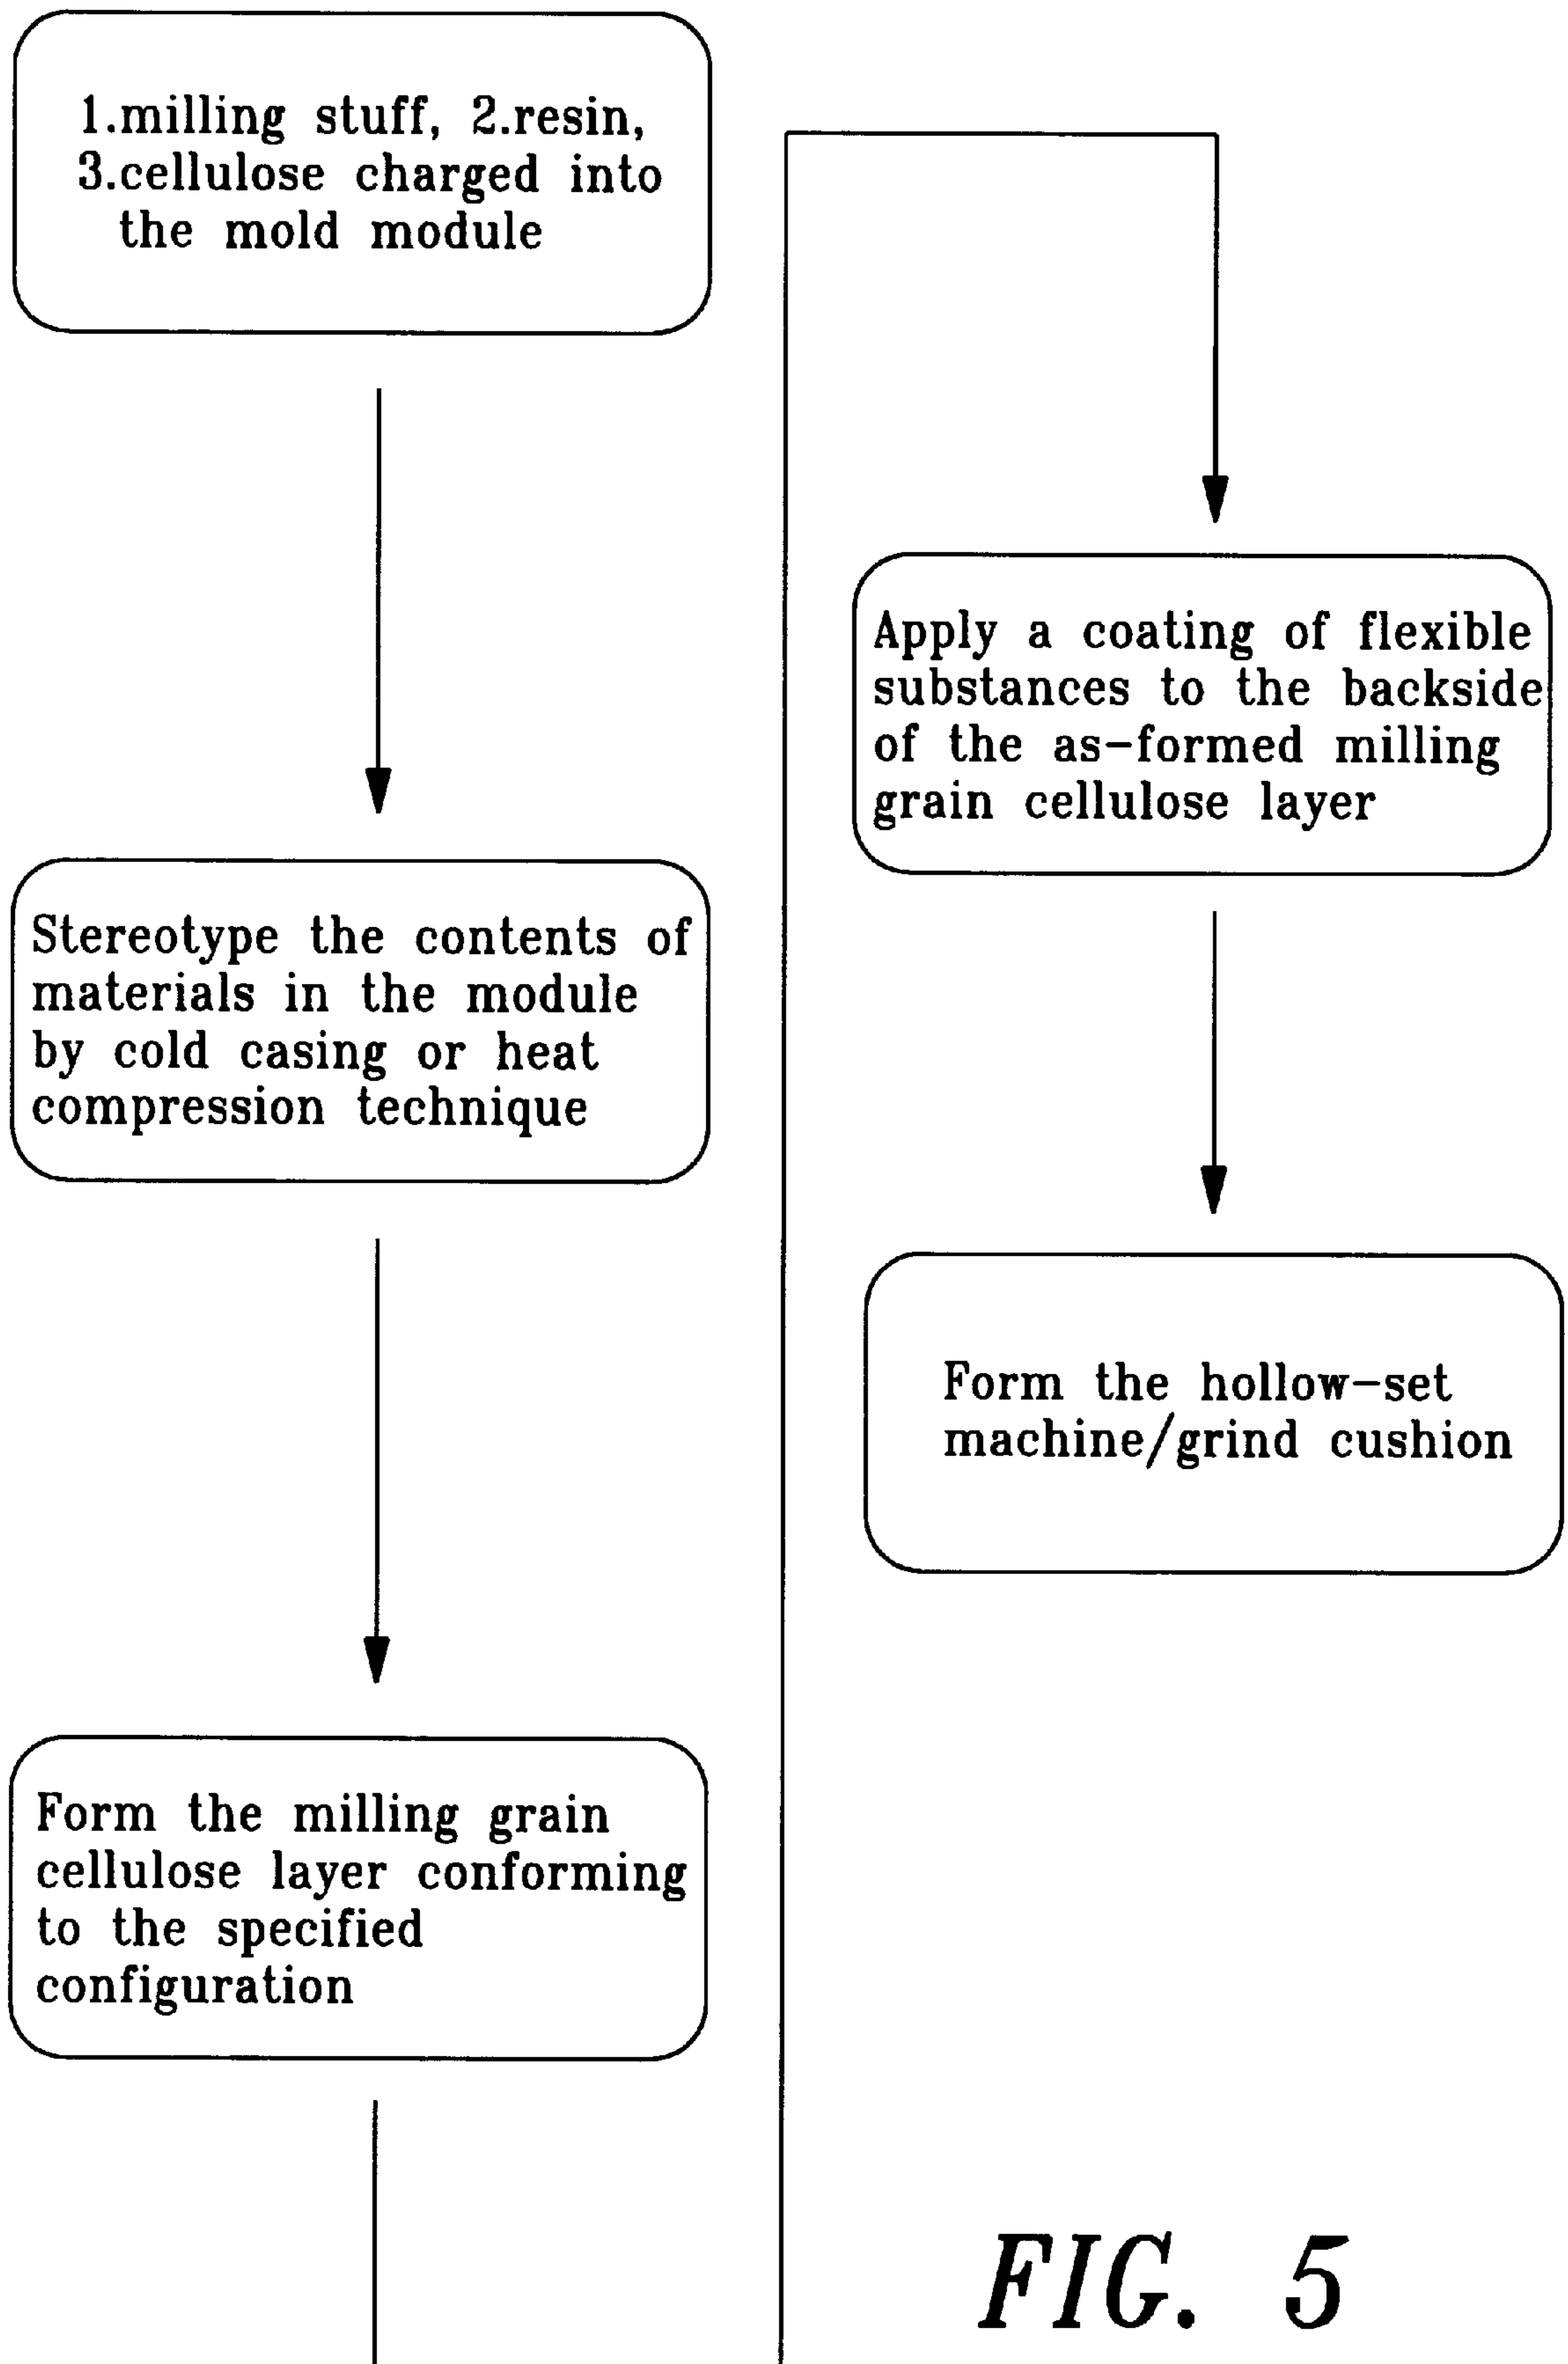 1.milling stuff, 2.resin,
3.cellulose charged into
the mold module
Stereotype the contents of
materials in the module
by cold casing or heat
compression technique
Form the milling grain
cellulose layer conforming
to the specified
configuration
Apply a coating of flexible
substances to the backside
of the as-formed milling
grain cellulose layer
Form the hollow-set
machine/grind cushion
FIG. 5